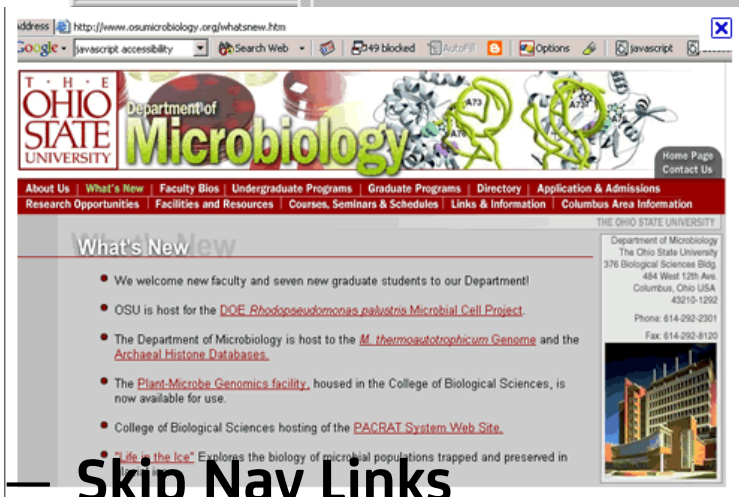 Address http://www.osumicrobiology.org/whatsnew.htm
Google javascript accessibility Search Web 349 blocked AutoFill Options javascript
A73 A73
A76
T · H · E
OHIO
STATE
UNIVERSITY
Department of
Microbiology
Home Page
Contact Us
About Us | What's New | Faculty Bios | Undergraduate Programs | Graduate Programs | Directory | Application & Admissions
Research Opportunities | Facilities and Resources | Courses, Seminars & Schedules | Links & Information | Columbus Area Information
THE OHIO STATE UNIVERSITY
What's New
We welcome new faculty and seven new graduate students to our Department!
OSU is host for the DOE Rhodopseudomonas palustris Microbial Cell Project.
The Department of Microbiology is host to the M. thermoautotrophicum Genome and the
Archaeal Histone Databases.
The Plant-Microbe Genomics facility, housed in the College of Biological Sciences, is
now available for use.
College of Biological Sciences hosting of the PACRAT System Web Site.
"Life in the Ice" Explores the biology of microbial populations trapped and preserved in
Department of Microbiology
The Ohio State University
376 Biological Sciences Bldg.
484 West 12th Ave.
Columbus, Ohio USA
43210-1292
Phone: 614-292-2301
Fax: 614-292-8120
— Skip Nav Links